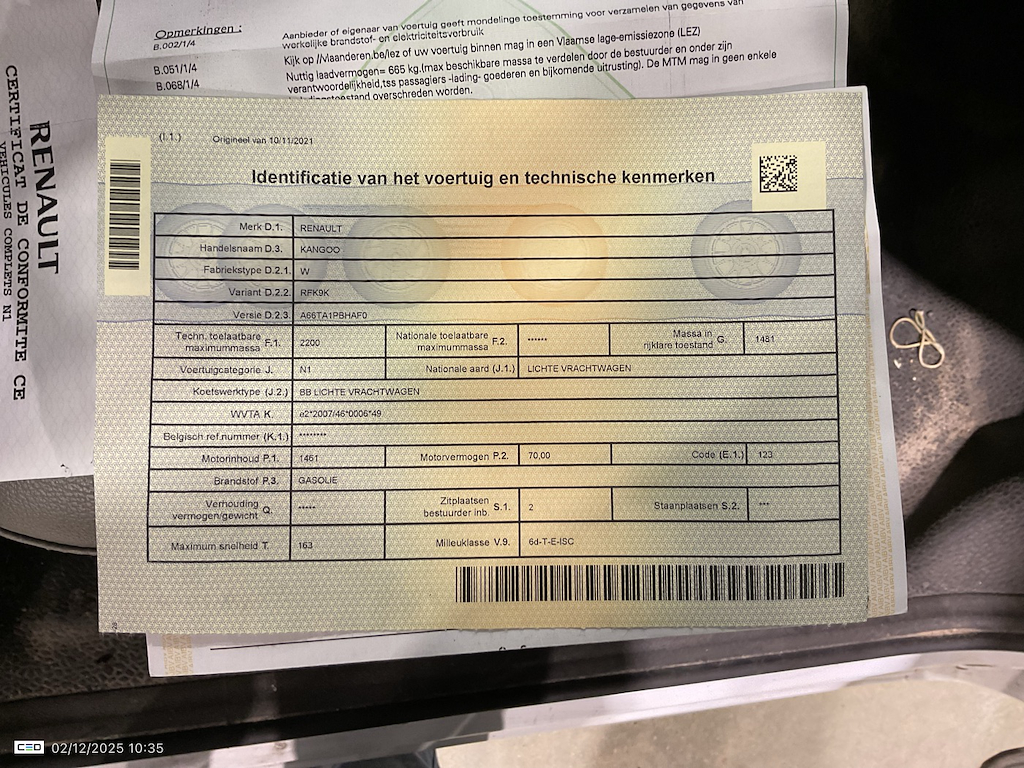 Opmerkingen :
B.002/1/4
Aanbieder of eigenaar van voertuig geeft mondelinge toestemming voor verzamelen van gegevens van
werkelijke brandstof- en elektriciteitsverbruik
Kijk op //vlaanderen.be/lez of uw voertuig binnen mag in een Vlaamse lage-emissiezone (LEZ)
B.051/1/4
Nuttig laadvermogen= 665 kg.(max beschikbare massa te verdelen door de bestuurder en onder zijn
B.068/1/4
verantwoordelijkheid,tss passagiers -lading- goederen en bijkomende uitrusting). De MTM mag in geen enkele
overschreden worden.
RENAULT
CERTIFICAT DE CONFORMITE CE
VEHICULES COMPLETS N1
(I.1.) Origineel van 10/11/2021
Identificatie van het voertuig en technische kenmerken
Merk D.1. RENAULT
Handelsnaam D.3. KANGOO
Fabriekstype D.2.1. W
Variant D.2.2. RFK9K
Versie D.2.3. A66TA1PBHAF0
Techn. toelaatbare maximummassa F.1. 2200 Nationale toelaatbare maximummassa F.2. ****** Massa in rijklare toestand G. 1481
Voertuigcategorie J. N1 Nationale aard (J.1.) LICHTE VRACHTWAGEN
Koetswerktype (J.2.) BB LICHTE VRACHTWAGEN
WVTA K. e2*2007/46*0006*49
Belgisch ref.nummer (K.1.) ********
Motorinhoud P.1. 1461 Motorvermogen P.2. 70,00 Code (E.1.) 123
Brandstof P.3. GASOLIE
Verhouding vermogen/gewicht Q. ***** Zitplaatsen bestuurder inb. S.1. 2 Staanplaatsen S.2. ***
Maximum snelheid T. 163 Milieuklasse V.9. 6d-T-E-ISC
CEO 02/12/2025 10:35